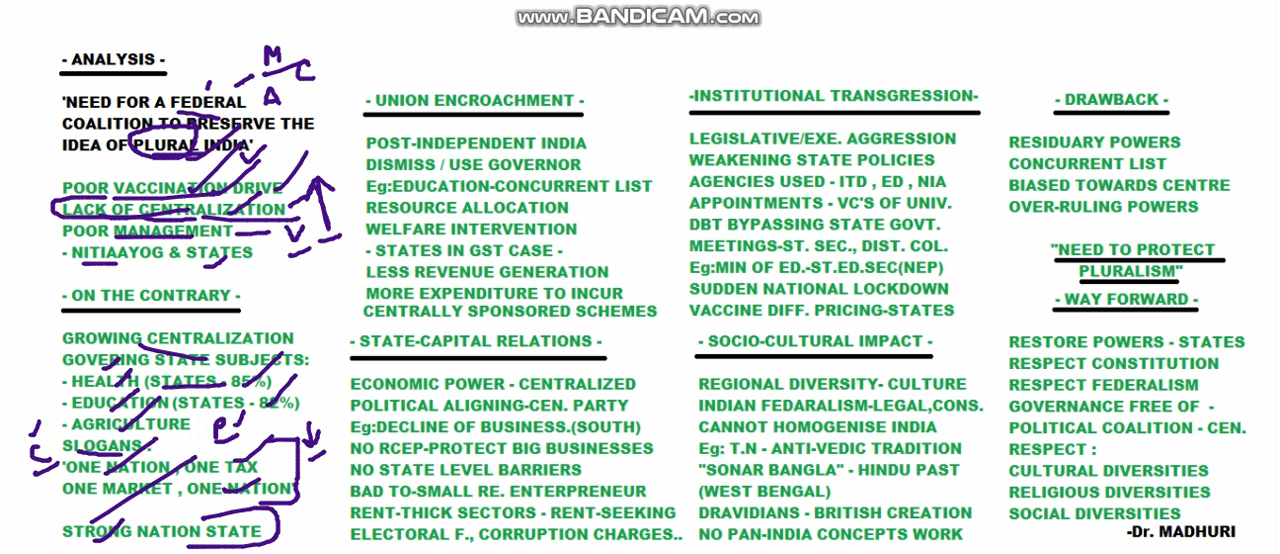 www.BANDICAM.com
- ANALYSIS -
'NEED FOR A FEDERAL
COALITION TO PRESERVE THE
IDEA OF PLURAL INDIA'
POOR VACCINATION DRIVE
LACK OF CENTRALIZATION
POOR MANAGEMENT
- NITIAAYOG & STATES
- ON THE CONTRARY -
GROWING CENTRALIZATION
GOVERING STATE SUBJECTS:
- HEALTH (STATES - 85%)
- EDUCATION (STATES - 82%)
- AGRICULTURE
SLOGANS :
'ONE NATION , ONE TAX
ONE MARKET , ONE NATION'
STRONG NATION STATE
M
C
A
P
C
- UNION ENCROACHMENT -
POST-INDEPENDENT INDIA
DISMISS / USE GOVERNOR
Eg:EDUCATION-CONCURRENT LIST
RESOURCE ALLOCATION
WELFARE INTERVENTION
- STATES IN GST CASE -
LESS REVENUE GENERATION
MORE EXPENDITURE TO INCUR
CENTRALLY SPONSORED SCHEMES
- STATE-CAPITAL RELATIONS -
ECONOMIC POWER - CENTRALIZED
POLITICAL ALIGNING-CEN. PARTY
Eg:DECLINE OF BUSINESS.(SOUTH)
NO RCEP-PROTECT BIG BUSINESSES
NO STATE LEVEL BARRIERS
BAD TO-SMALL RE. ENTERPRENEUR
RENT-THICK SECTORS - RENT-SEEKING
ELECTORAL F., CORRUPTION CHARGES..
-INSTITUTIONAL TRANSGRESSION-
LEGISLATIVE/EXE. AGGRESSION
WEAKENING STATE POLICIES
AGENCIES USED - ITD , ED , NIA
APPOINTMENTS - VC'S OF UNIV.
DBT BYPASSING STATE GOVT.
MEETINGS-ST. SEC., DIST. COL.
Eg:MIN OF ED.-ST.ED.SEC(NEP)
SUDDEN NATIONAL LOCKDOWN
VACCINE DIFF. PRICING-STATES
- SOCIO-CULTURAL IMPACT -
REGIONAL DIVERSITY- CULTURE
INDIAN FEDARALISM-LEGAL,CONS.
CANNOT HOMOGENISE INDIA
Eg: T.N - ANTI-VEDIC TRADITION
"SONAR BANGLA" - HINDU PAST
(WEST BENGAL)
DRAVIDIANS - BRITISH CREATION
NO PAN-INDIA CONCEPTS WORK
- DRAWBACK -
RESIDUARY POWERS
CONCURRENT LIST
BIASED TOWARDS CENTRE
OVER-RULING POWERS
"NEED TO PROTECT
PLURALISM"
- WAY FORWARD -
RESTORE POWERS - STATES
RESPECT CONSTITUTION
RESPECT FEDERALISM
GOVERNANCE FREE OF -
POLITICAL COALITION - CEN.
RESPECT :
CULTURAL DIVERSITIES
RELIGIOUS DIVERSITIES
SOCIAL DIVERSITIES
-Dr. MADHURI